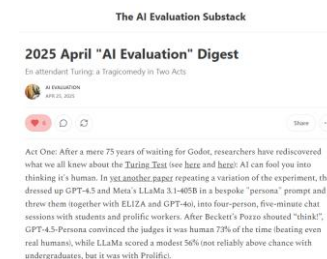 The AI Evaluation Substack
2025 April "AI Evaluation" Digest
En attendant Turing: a Tragicomedy in Two Acts
AI EVALUATION
APR 25, 2025
6
Share
Act One: After a mere 75 years of waiting for Godot, researchers have rediscovered
what we all knew about the Turing Test (see here and here): AI can fool you into
thinking it's human. In yet another paper repeating a variation of the experiment, th
dressed up GPT-4.5 and Meta's LLaMa 3.1-405B in a bespoke "persona" prompt and
threw them (together with ELIZA and GPT-4o), into four-person, five-minute chat
sessions with students and prolific workers. After Beckett's Pozzo shouted "think!",
GPT-4.5-Persona convinced the judges it was human 73% of the time (beating even
real humans), while LLaMa scored a modest 56% (not reliably above chance with
undergraduates, but it was with Prolific).